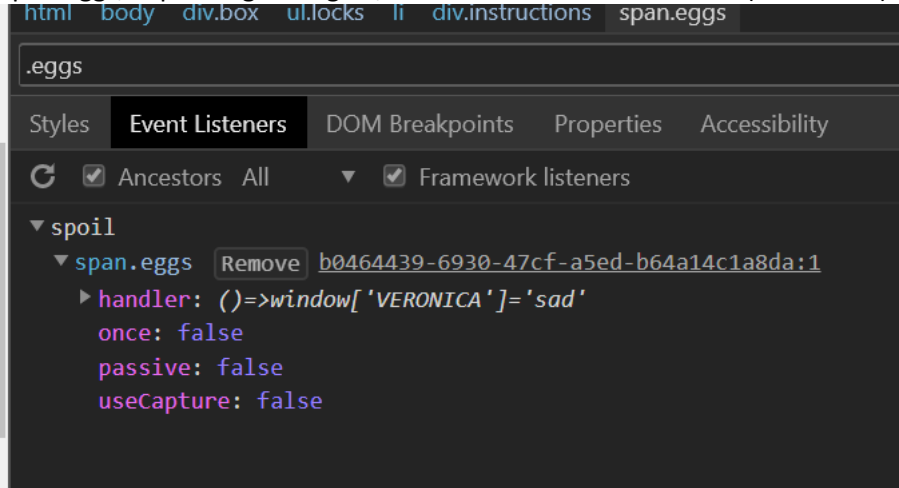 html body div.box ul.locks li div.instructions span.eggs
.eggs
Styles Event Listeners DOM Breakpoints Properties Accessibility
Ancestors All ▼ Framework listeners
▼spoil
▼span.eggs Remove b0464439-6930-47cf-a5ed-b64a14c1a8da:1
▶handler: ()=>window['VERONICA']='sad'
once: false
passive: false
useCapture: false